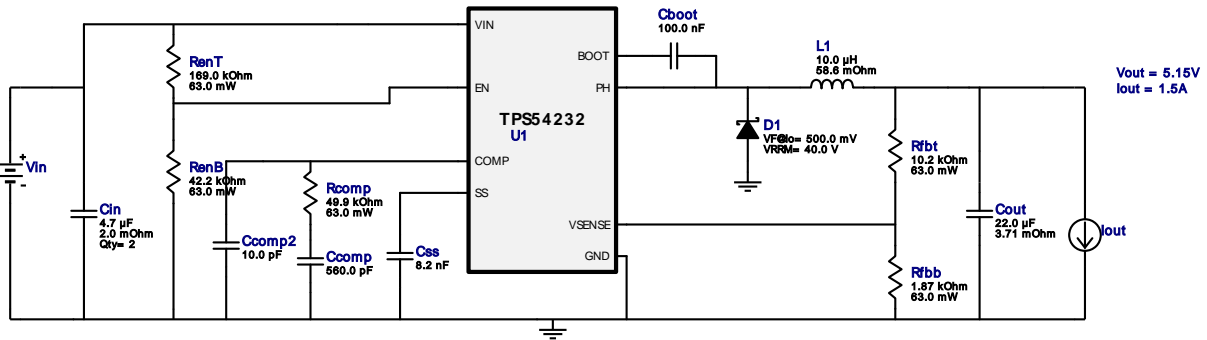 VIN
BOOT
EN
PH
TPS54232
U1
COMP
SS
VSENSE
GND
Vin
+
-
Cin
4.7 µF
2.0 mOhm
Qty= 2
RenT
169.0 kOhm
63.0 mW
RenB
42.2 kOhm
63.0 mW
Ccomp2
10.0 pF
Rcomp
49.9 kOhm
63.0 mW
Ccomp
560.0 pF
Css
8.2 nF
Cboot
100.0 nF
L1
10.0 µH
58.6 mOhm
D1
VF@Io= 500.0 mV
VRRM= 40.0 V
Rfbt
10.2 kOhm
63.0 mW
Rfbb
1.87 kOhm
63.0 mW
Cout
22.0 µF
3.71 mOhm
Iout
Vout = 5.15V
Iout = 1.5A